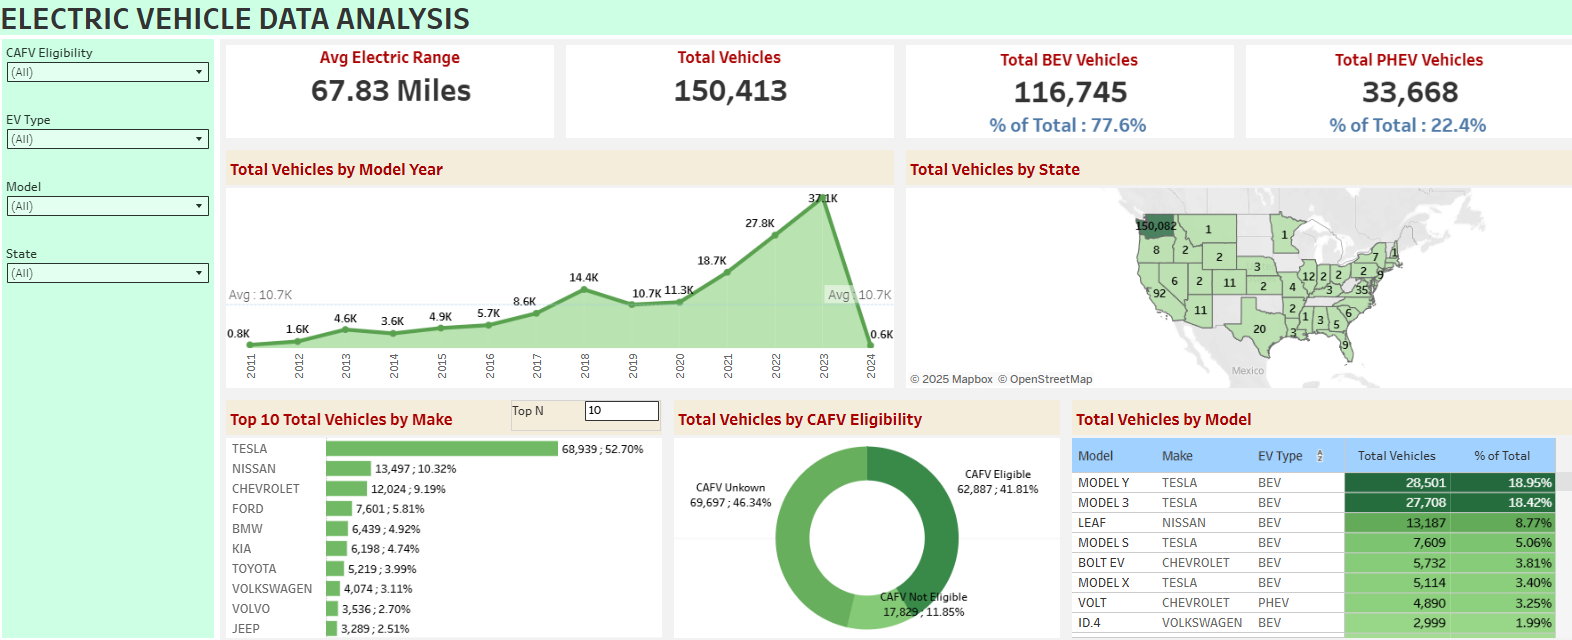 ELECTRIC VEHICLE DATA ANALYSIS
CAFV Eligibility
(All)
EV Type
(All)
Model
(All)
State
(All)
Avg Electric Range
67.83 Miles
Total Vehicles
150,413
Total BEV Vehicles
116,745
% of Total : 77.6%
Total PHEV Vehicles
33,668
% of Total : 22.4%
Total Vehicles by Model Year
Avg : 10.7K
Avg : 10.7K
0.8K
1.6K
4.6K
3.6K
4.9K
5.7K
8.6K
14.4K
10.7K
11.3K
18.7K
27.8K
37.1K
0.6K
2011
2012
2013
2014
2015
2016
2017
2018
2019
2020
2021
2022
2023
2024
Total Vehicles by State
150,082 1 1
8 2 2 7 1
3 12 2 2 2 9
92 6 2 11 2 4 3 35
11 2 6
20 3 1 3 5
9
Mexico
© 2025 Mapbox © OpenStreetMap
Top 10 Total Vehicles by Make
Top N
10
TESLA 68,939 ; 52.70%
NISSAN 13,497 ; 10.32%
CHEVROLET 12,024 ; 9.19%
FORD 7,601 ; 5.81%
BMW 6,439 ; 4.92%
KIA 6,198 ; 4.74%
TOYOTA 5,219 ; 3.99%
VOLKSWAGEN 4,074 ; 3.11%
VOLVO 3,536 ; 2.70%
JEEP 3,289 ; 2.51%
Total Vehicles by CAFV Eligibility
CAFV Eligible
62,887 ; 41.81%
CAFV Unkown
69,697 ; 46.34%
CAFV Not Eligible
17,829 ; 11.85%
Total Vehicles by Model
Model Make EV Type Total Vehicles % of Total
MODEL Y TESLA BEV 28,501 18.95%
MODEL 3 TESLA BEV 27,708 18.42%
LEAF NISSAN BEV 13,187 8.77%
MODEL S TESLA BEV 7,609 5.06%
BOLT EV CHEVROLET BEV 5,732 3.81%
MODEL X TESLA BEV 5,114 3.40%
VOLT CHEVROLET PHEV 4,890 3.25%
ID.4 VOLKSWAGEN BEV 2,999 1.99%